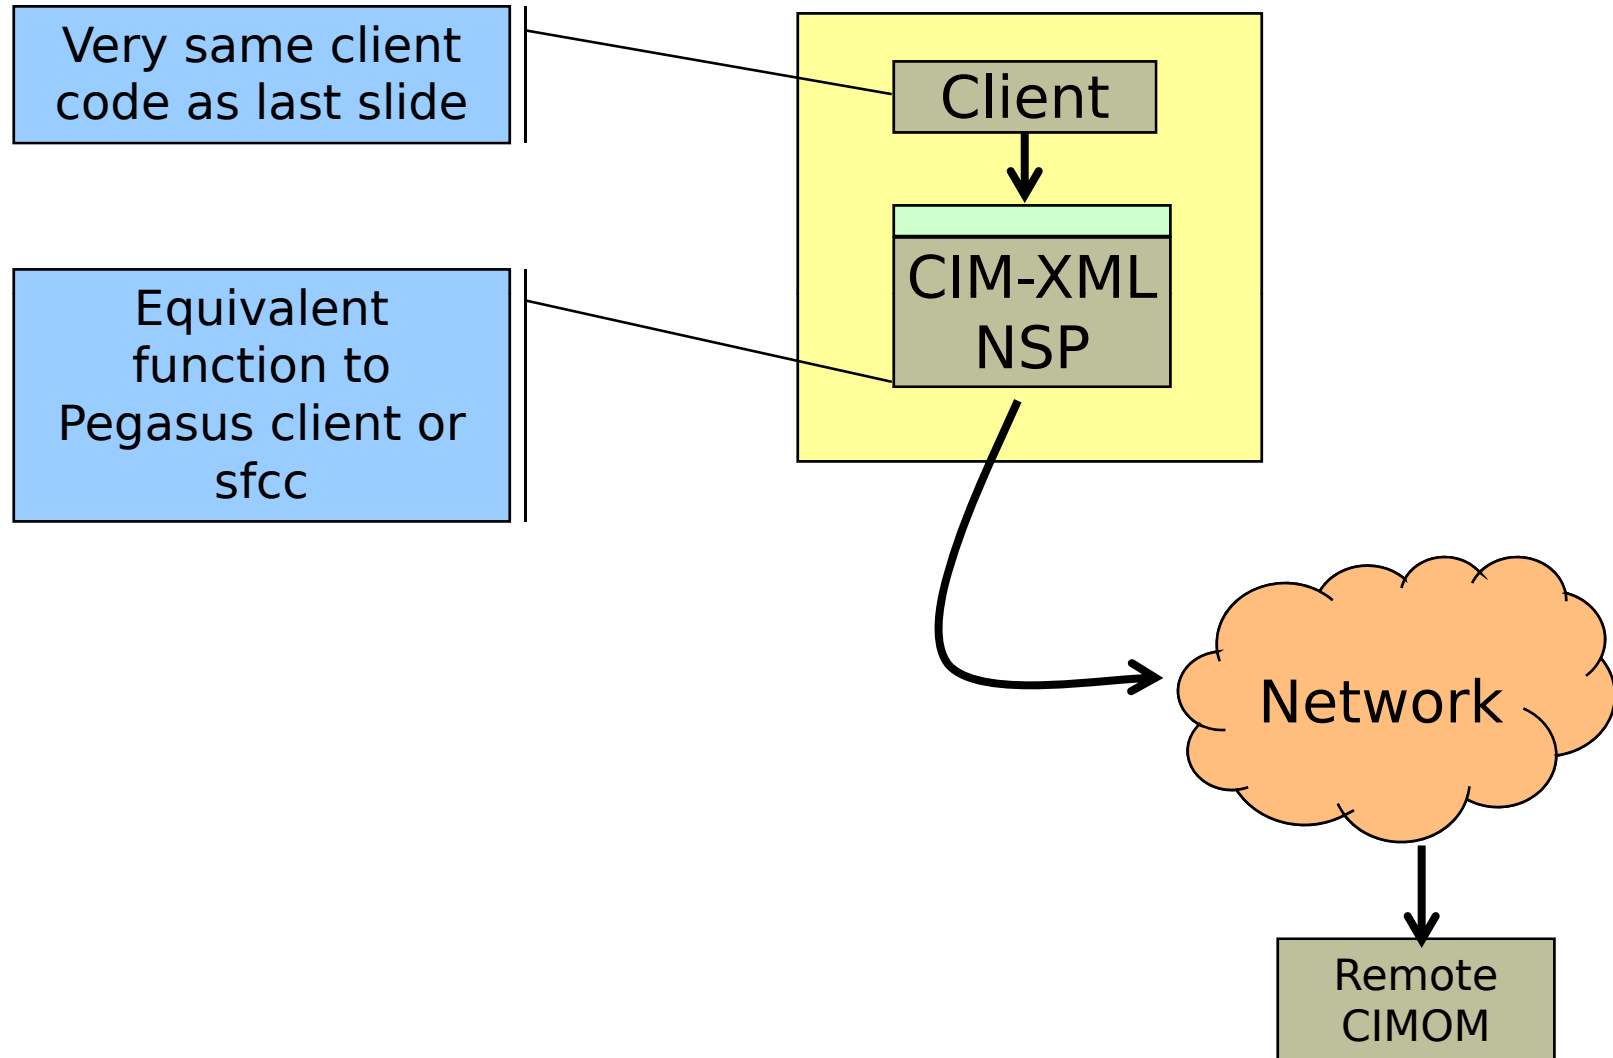 Very same client
code as last slide
Client
Equivalent
function to
Pegasus client or
sfcc
CIM-XML
NSP
Network
Remote
CIMOM